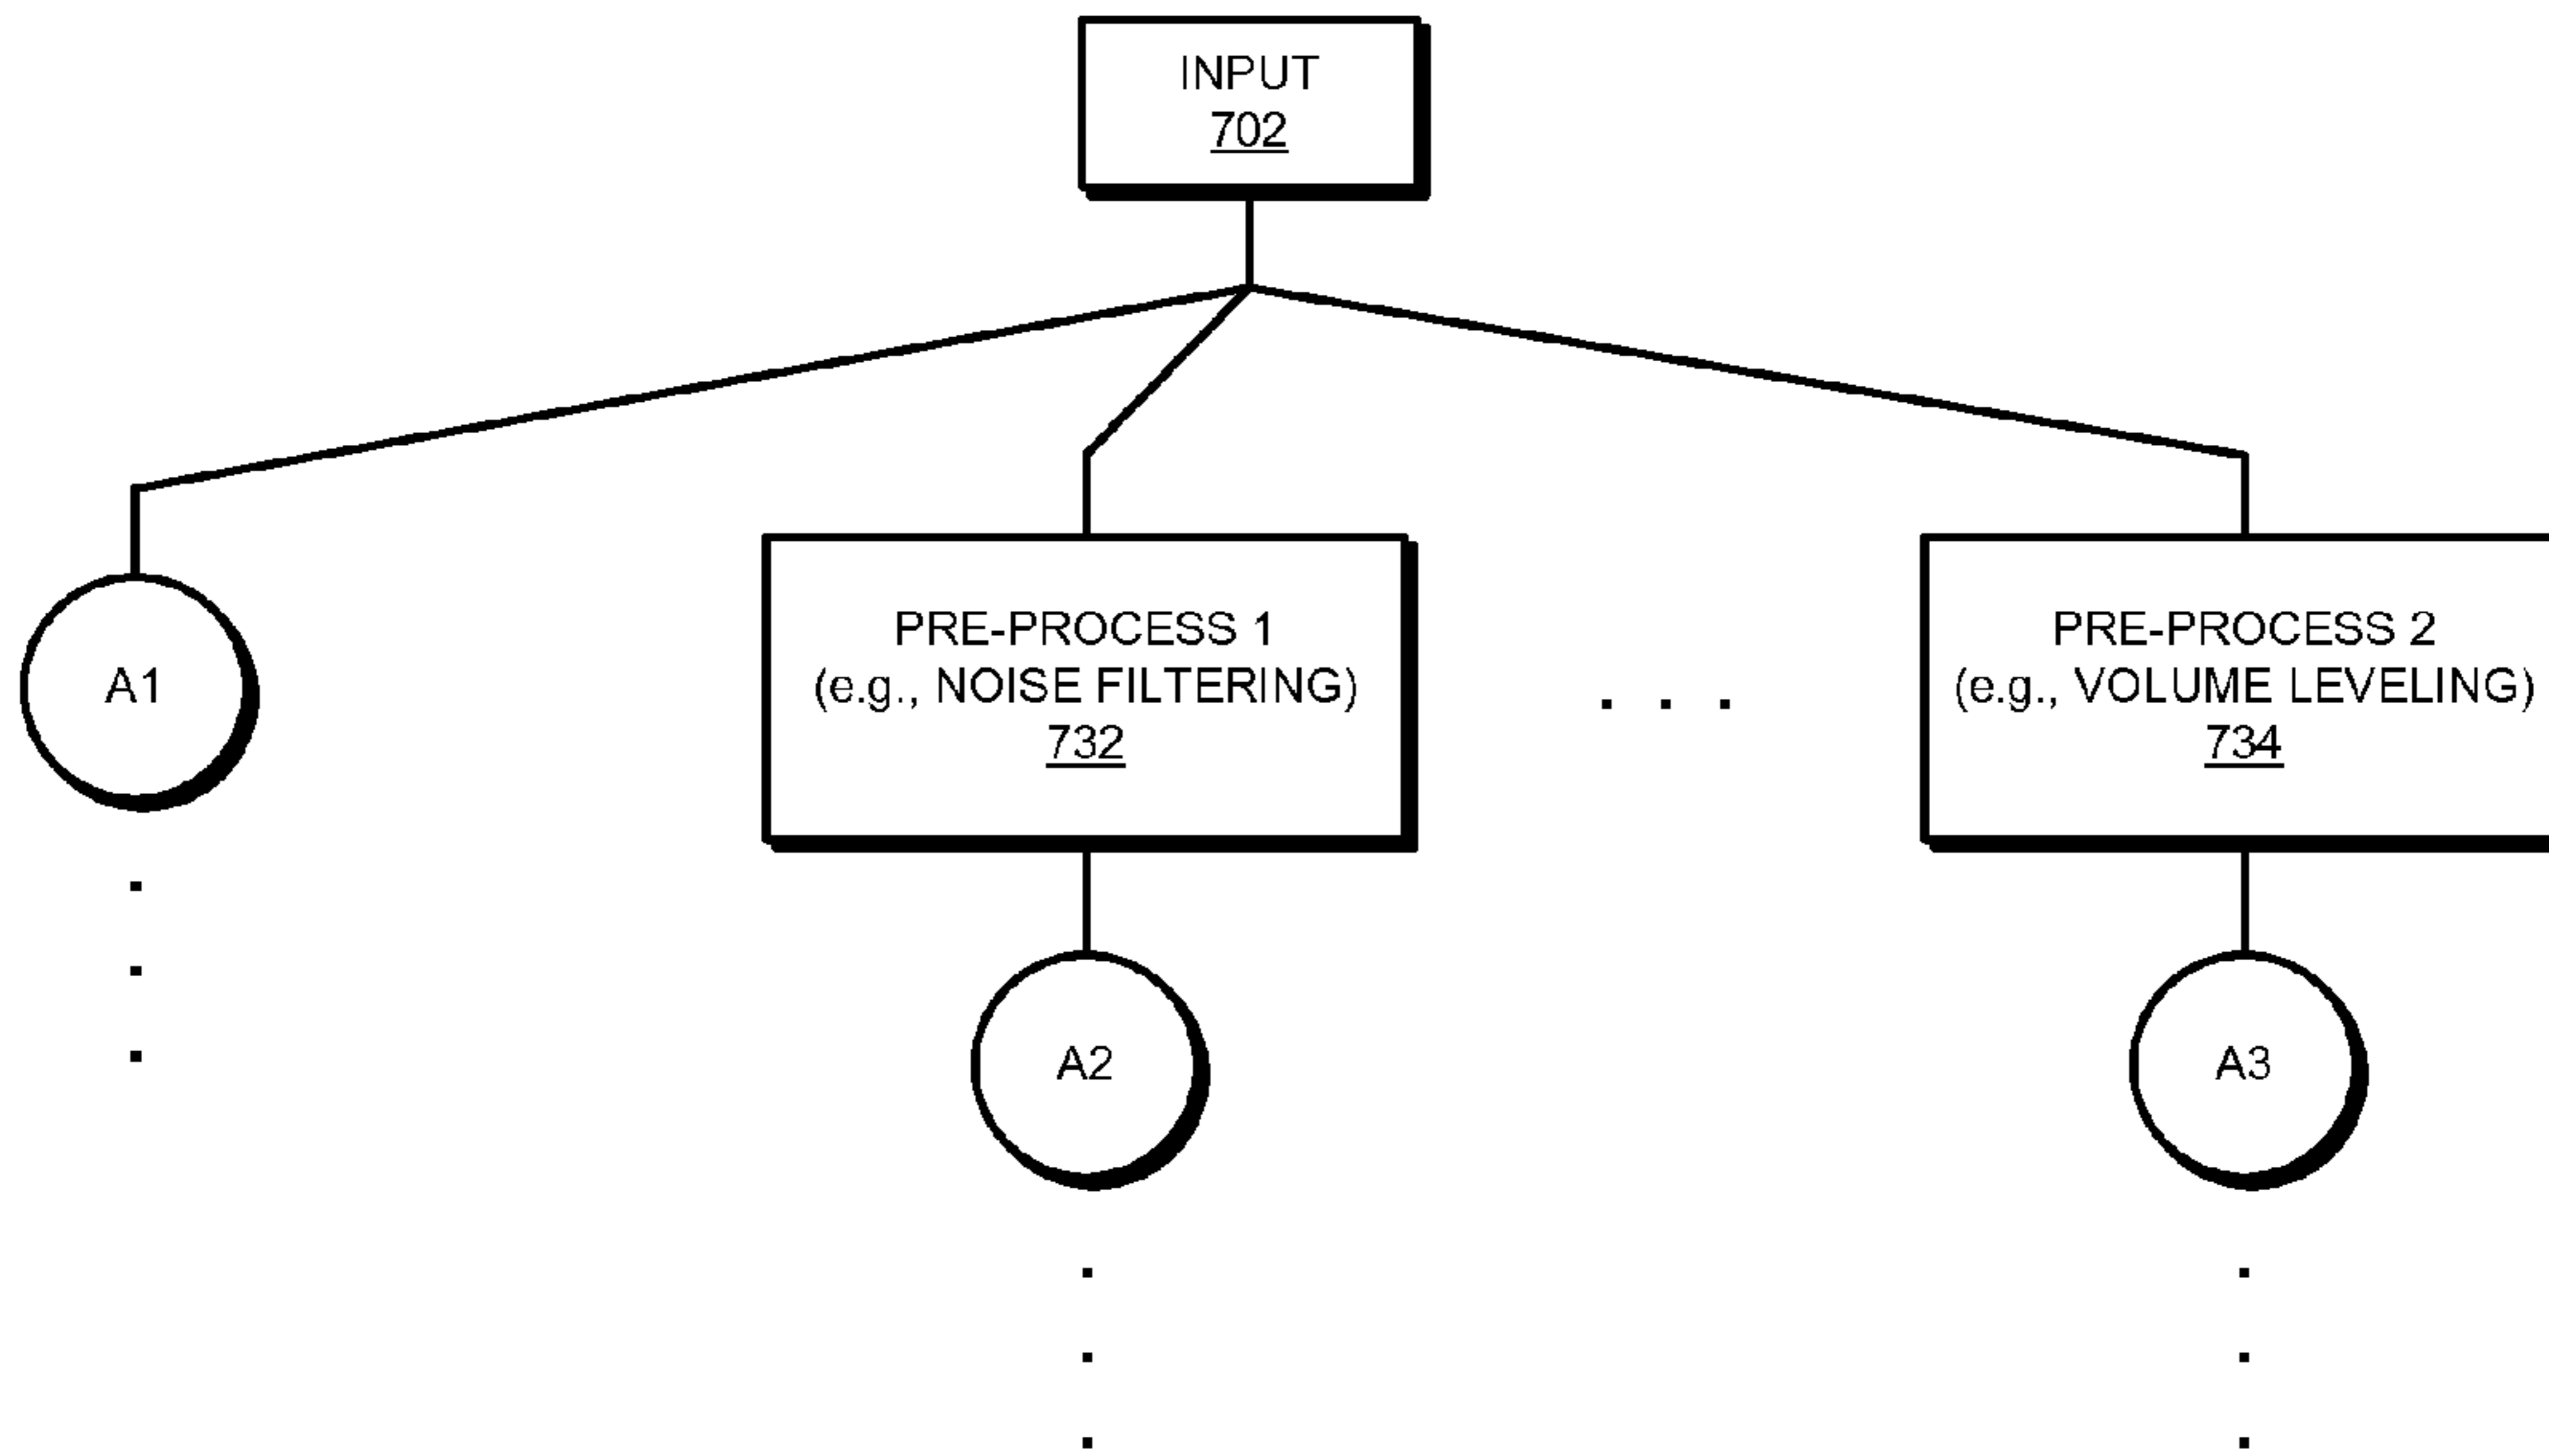 INPUT
702
A1
PRE-PROCESS 1
(e.g., NOISE FILTERING)
732
. . .
PRE-PROCESS 2
(e.g., VOLUME LEVELING)
734
A2
A3